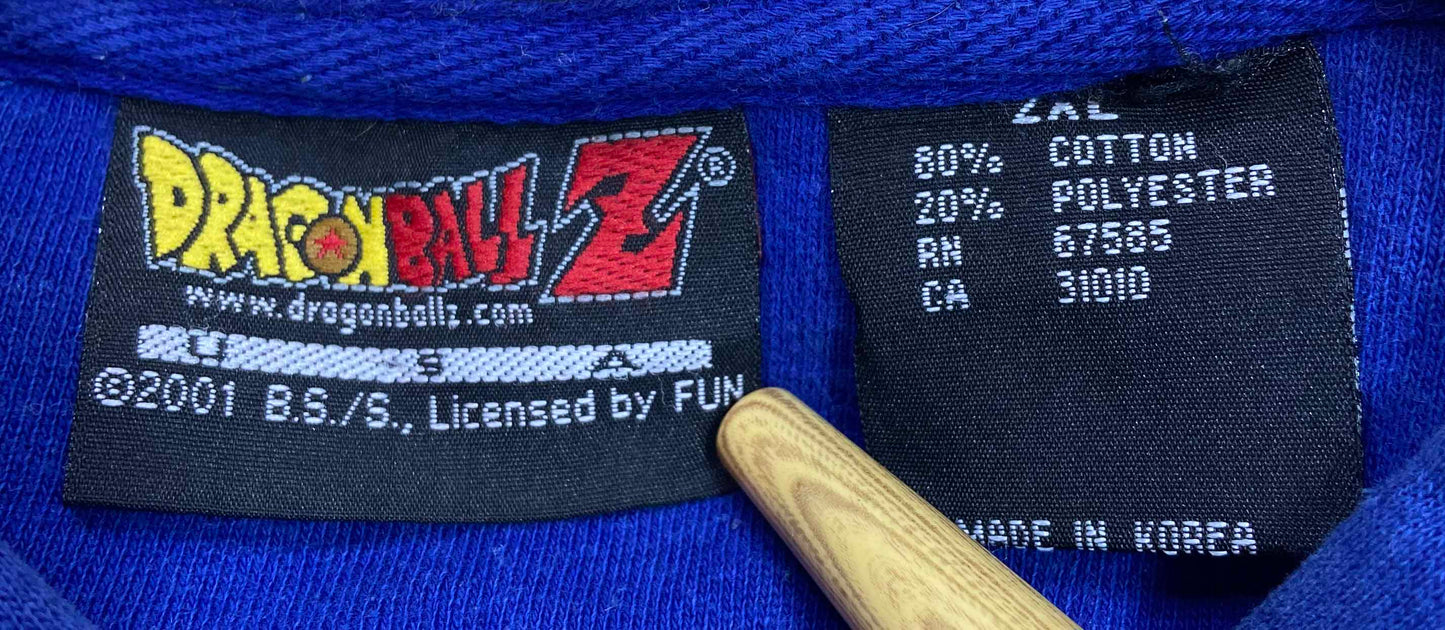 DRAGONBALL Z®
www.dragonballz.com
U S A
©2001 B.S./S., Licensed by FUN
2XL
80% COTTON
20% POLYESTER
RN 67585
CA 31010
MADE IN KOREA